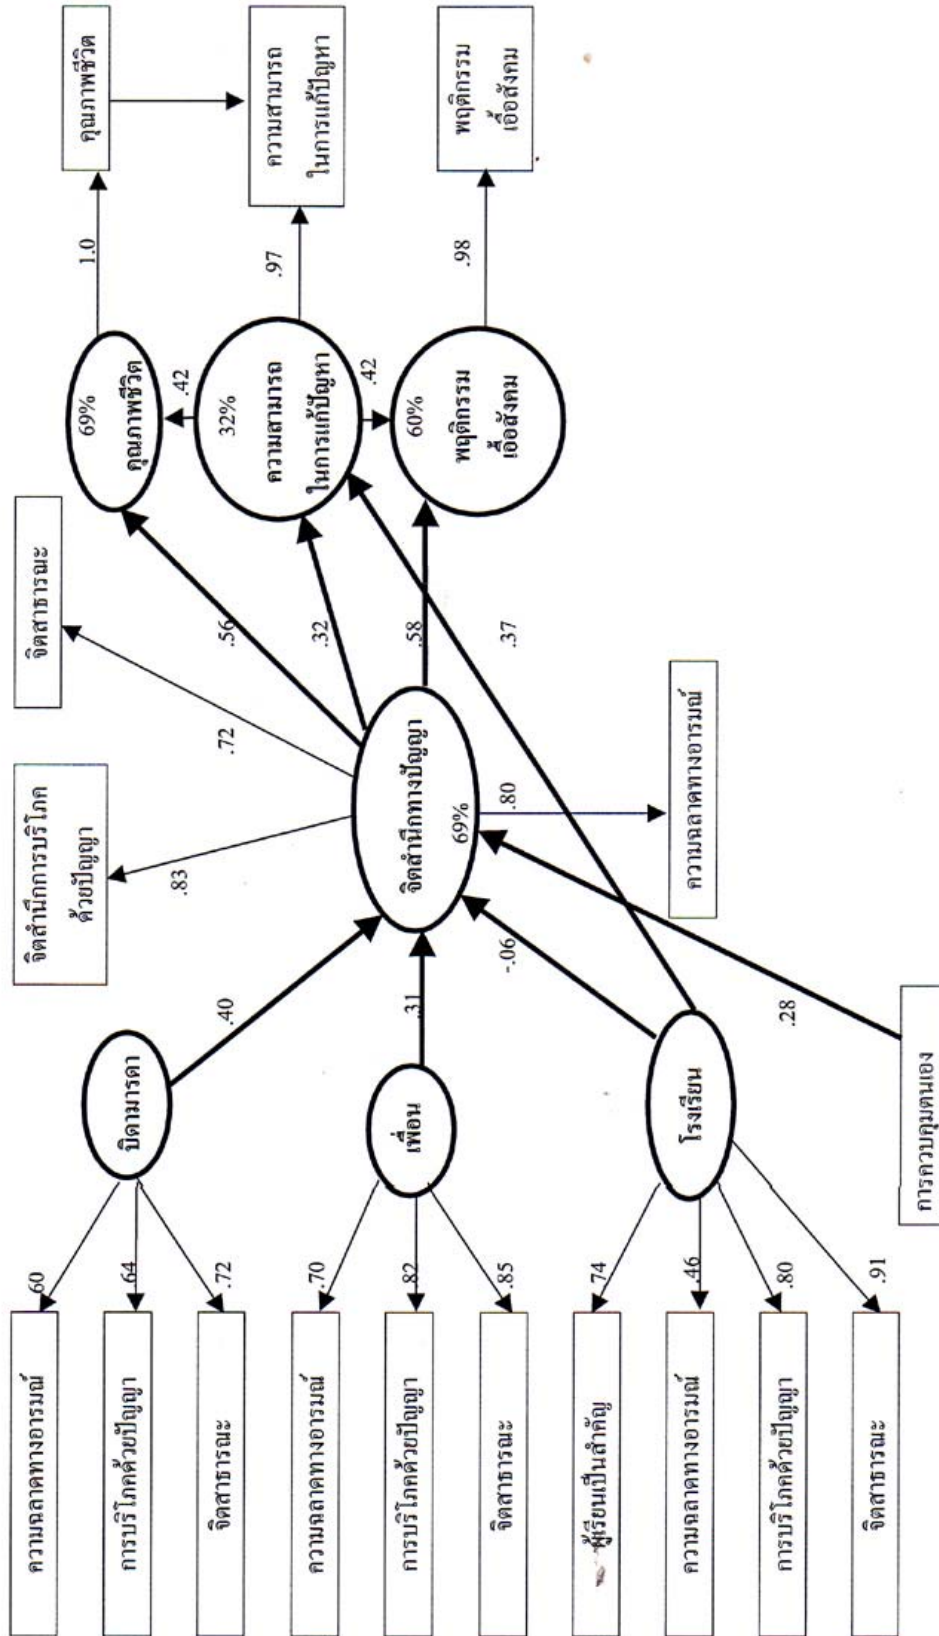 ความฉลาดทางอารมณ์
การบริโภคด้วยปัญญา
จิตสาธารณะ
ความฉลาดทางอารมณ์
การบริโภคด้วยปัญญา
จิตสาธารณะ
ผู้เรียนเป็นสำคัญ
ความฉลาดทางอารมณ์
การบริโภคด้วยปัญญา
จิตสาธารณะ
.60
.64
.72
.70
.82
.85
.74
.46
.80
.91
บิดามารดา
เพื่อน
โรงเรียน
การควบคุมตนเอง
.40
.31
-.06
.28
จิตสำนึกการบริโภค
ด้วยปัญญา
.83
จิตสาธารณะ
.72
จิตสำนึกทางปัญญา
69%
.80
ความฉลาดทางอารมณ์
.56
.32
.58
.37
69%
คุณภาพชีวิต
.42
32%
ความสามารถ
ในการแก้ปัญหา
.42
60%
พฤติกรรม
เอื้อสังคม
1.0
.97
.98
คุณภาพชีวิต
ความสามารถ
ในการแก้ปัญหา
พฤติกรรม
เอื้อสังคม